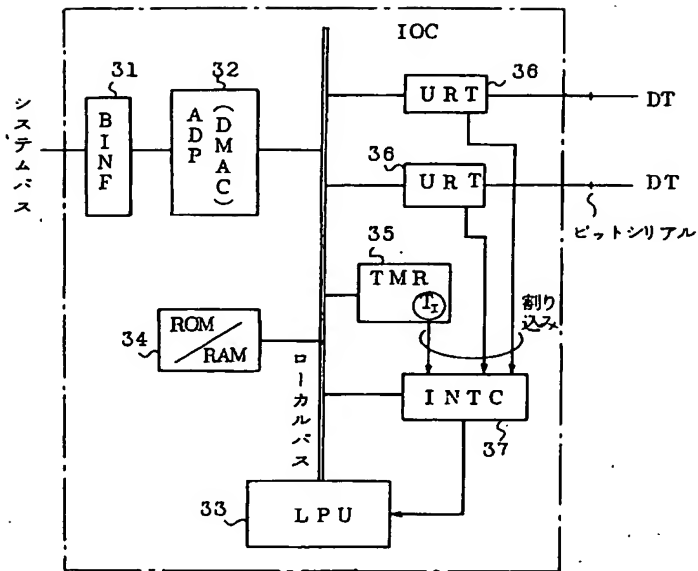 IOC
31
32
システムバス
BINF
ADP
(DMAC)
URT
36
DT
36
URT
DT
ビットシリアル
35
TMR
TI
割り
込み
34
ROM
RAM
ローカルバス
INTC
37
33
LPU